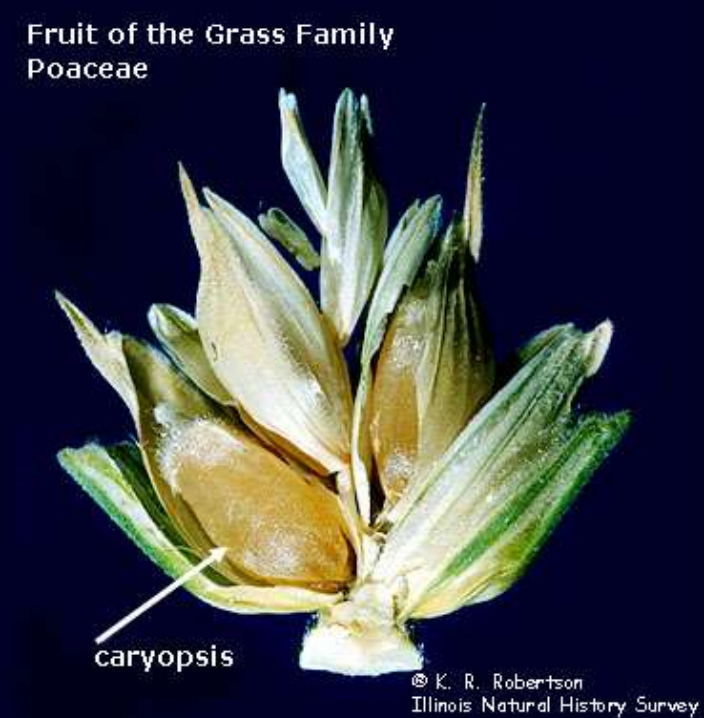 Fruit of the Grass Family
Poaceae
caryopsis
© K. R. Robertson
Illinois Natural History Survey